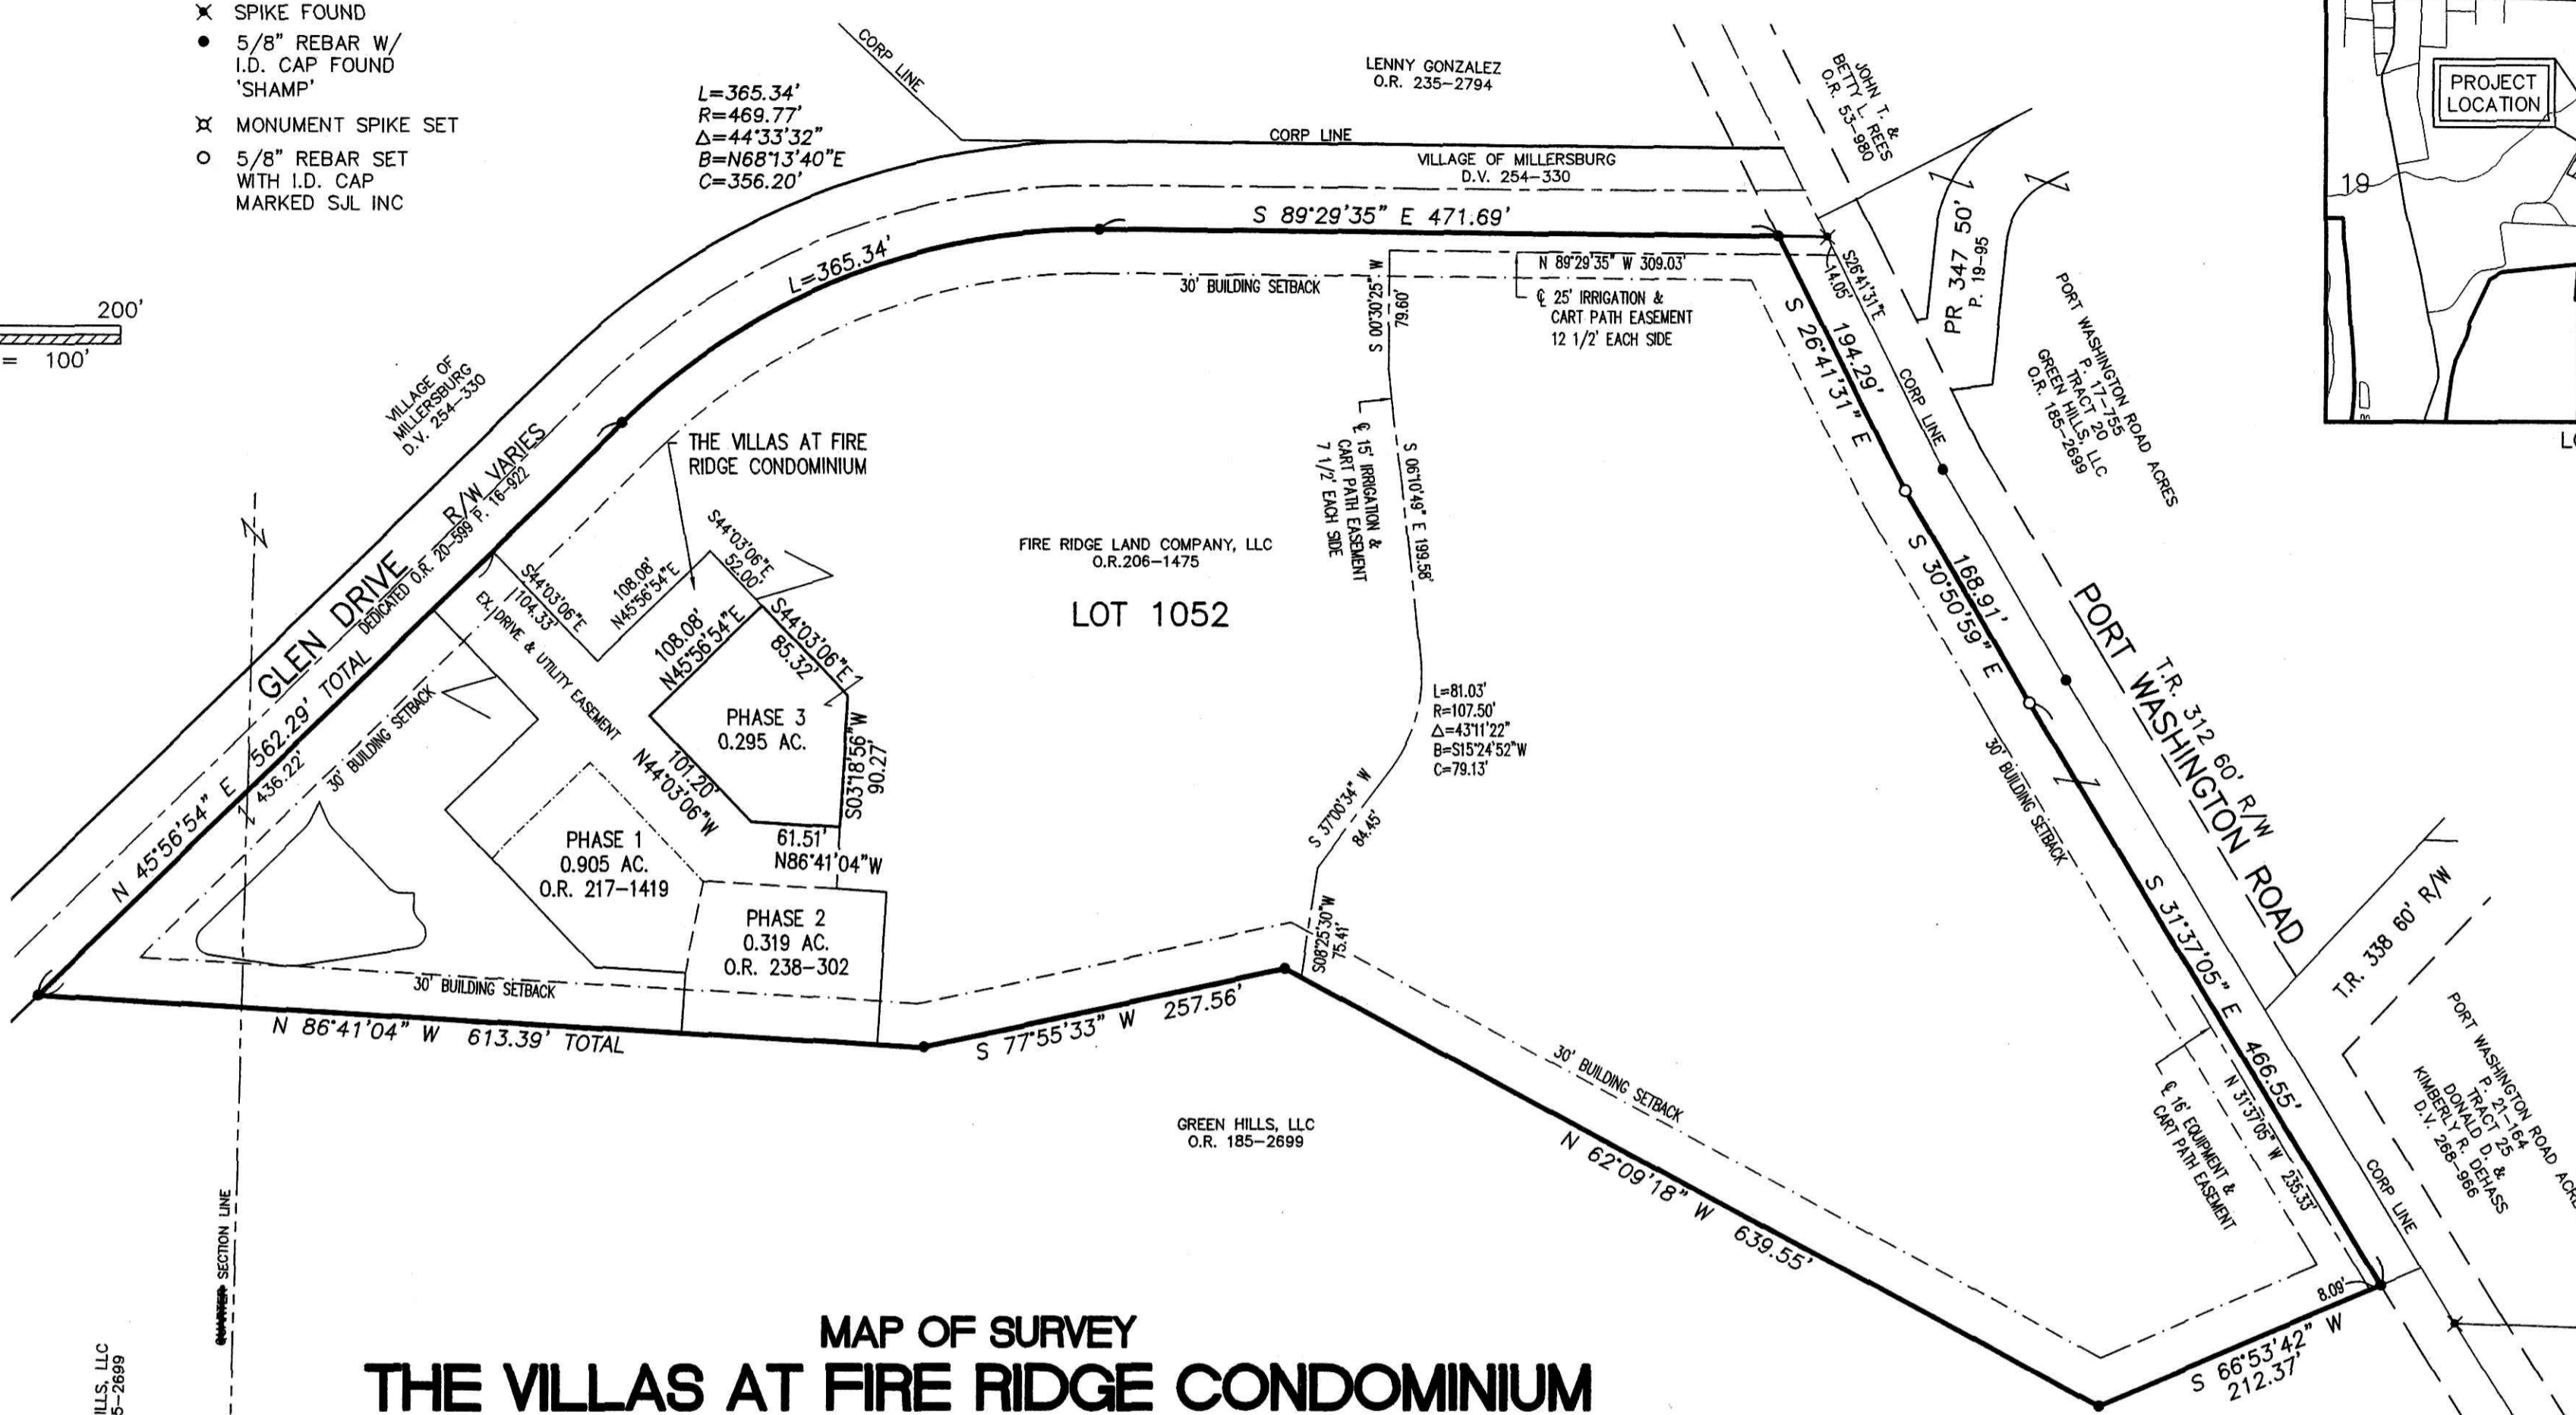 SPIKE FOUND
5/8" REBAR W/
I.D. CAP FOUND
'SHAMP'
MONUMENT SPIKE SET
5/8" REBAR SET
WITH I.D. CAP
MARKED SJL INC
200'
= 100'
CORP LINE
L=365.34'
R=469.77'
Δ=44°33'32"
B=N68°13'40"E
C=356.20'
LENNY GONZALEZ
O.R. 235-2794
CORP LINE
VILLAGE OF MILLERSBURG
D.V. 254-330
JOHN T. &
BETTY L. REES
O.R. 53-980
PROJECT
LOCATION
19
S 89°29'35" E 471.69'
L=365.34'
N 89°29'35" W 309.03'
30' BUILDING SETBACK
S 00°30'25" W
79.60'
℄ 25' IRRIGATION &
CART PATH EASEMENT
12 1/2' EACH SIDE
S26°41'31"E
14.05'
PR 347 50'
P. 19-95
194.29'
S 26°41'31" E
CORP LINE
PORT WASHINGTON ROAD ACRES
P. 17-755
TRACT 20
GREEN HILLS, LLC
O.R. 185-2699
VILLAGE OF
MILLERSBURG
D.V. 254-330
THE VILLAS AT FIRE
RIDGE CONDOMINIUM
℄ 15' IRRIGATION &
CART PATH EASEMENT
7 1/2' EACH SIDE
S 06°10'49" E 199.58'
GLEN DRIVE
R/W VARIES
DEDICATED O.R. 20-599 P. 16-922
S44°03'06"E
104.33'
108.08'
N45°56'54"E
S44°03'06"E
52.00'
FIRE RIDGE LAND COMPANY, LLC
O.R.206-1475
LOT 1052
168.91'
S 30°50'59" E
EX. DRIVE & UTILITY EASEMENT
108.08'
N45°56'54"E
S44°03'06"E
85.32'
PHASE 3
0.295 AC.
S03°18'56"W
90.27'
101.20'
N44°03'06"W
61.51'
N86°41'04"W
L=81.03'
R=107.50'
Δ=43°11'22"
B=S15°24'52"W
C=79.13'
PORT WASHINGTON ROAD
T.R. 312 60' R/W
N 45°56'54" E 562.29' TOTAL
436.22'
30' BUILDING SETBACK
PHASE 1
0.905 AC.
O.R. 217-1419
PHASE 2
0.319 AC.
O.R. 238-302
S 37°00'34" W
84.45'
S08°25'30"W
75.41'
30' BUILDING SETBACK
S 31°37'05" E 466.55'
T.R. 338 60' R/W
30' BUILDING SETBACK
N 86°41'04" W 613.39' TOTAL
S 77°55'33" W 257.56'
30' BUILDING SETBACK
N 62°09'18" W 639.55'
GREEN HILLS, LLC
O.R. 185-2699
N 31°37'05" W 235.33'
℄ 16' EQUIPMENT &
CART PATH EASEMENT
PORT WASHINGTON ROAD ACRE
P. 21-164
TRACT 25
DONALD D. &
KIMBERLY R. DEHASS
D.V. 268-966
CORP LINE
8.09'
S 66°53'42" W
212.37'
SECTION LINE
ILLS, LLC
5-2699
MAP OF SURVEY
THE VILLAS AT FIRE RIDGE CONDOMINIUM